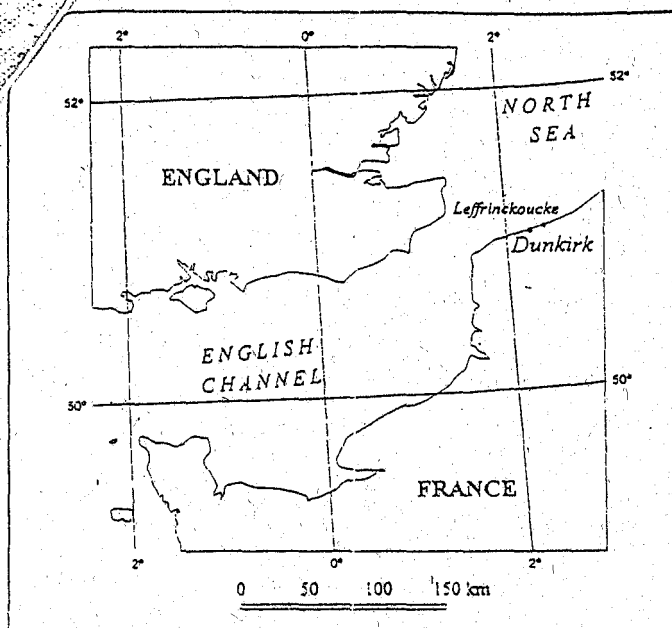 2° 0° 2°
52° 52°
NORTH
SEA
ENGLAND
Leffrinckoucke
Dunkirk
ENGLISH
CHANNEL
50° 50°
FRANCE
2° 0° 2°
0 50 100 150 km